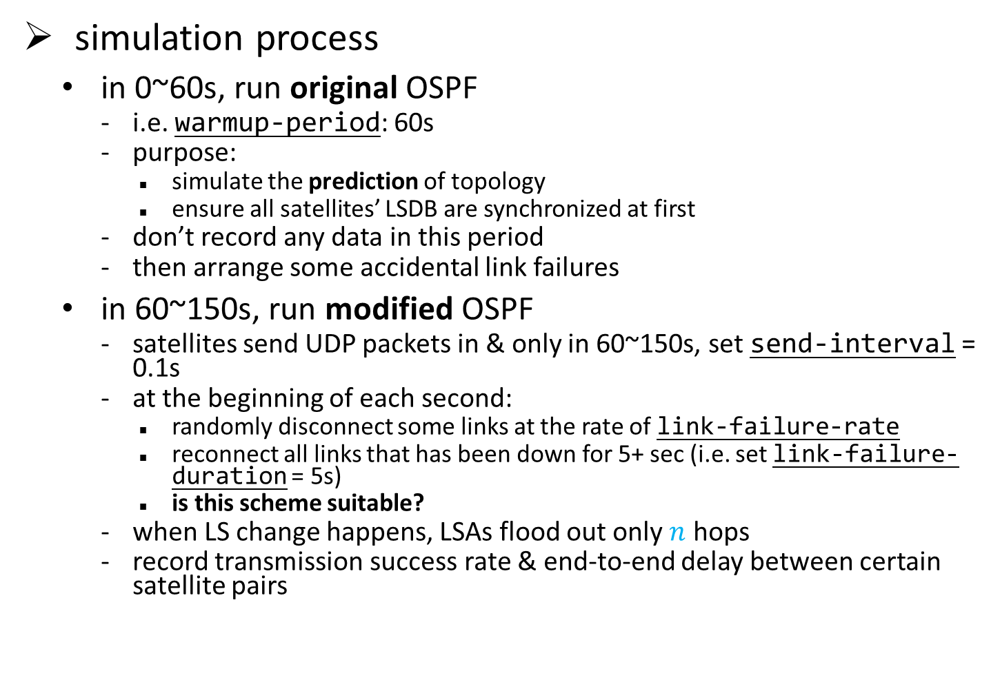 ➢ simulation process
• in 0~60s, run original OSPF
- i.e. warmup-period: 60s
- purpose:
▪ simulate the prediction of topology
▪ ensure all satellites’ LSDB are synchronized at first
- don’t record any data in this period
- then arrange some accidental link failures
• in 60~150s, run modified OSPF
- satellites send UDP packets in & only in 60~150s, set send-interval =
0.1s
- at the beginning of each second:
▪ randomly disconnect some links at the rate of link-failure-rate
▪ reconnect all links that has been down for 5+ sec (i.e. set link-failure-
duration = 5s)
▪ is this scheme suitable?
- when LS change happens, LSAs flood out only n hops
- record transmission success rate & end-to-end delay between certain
satellite pairs